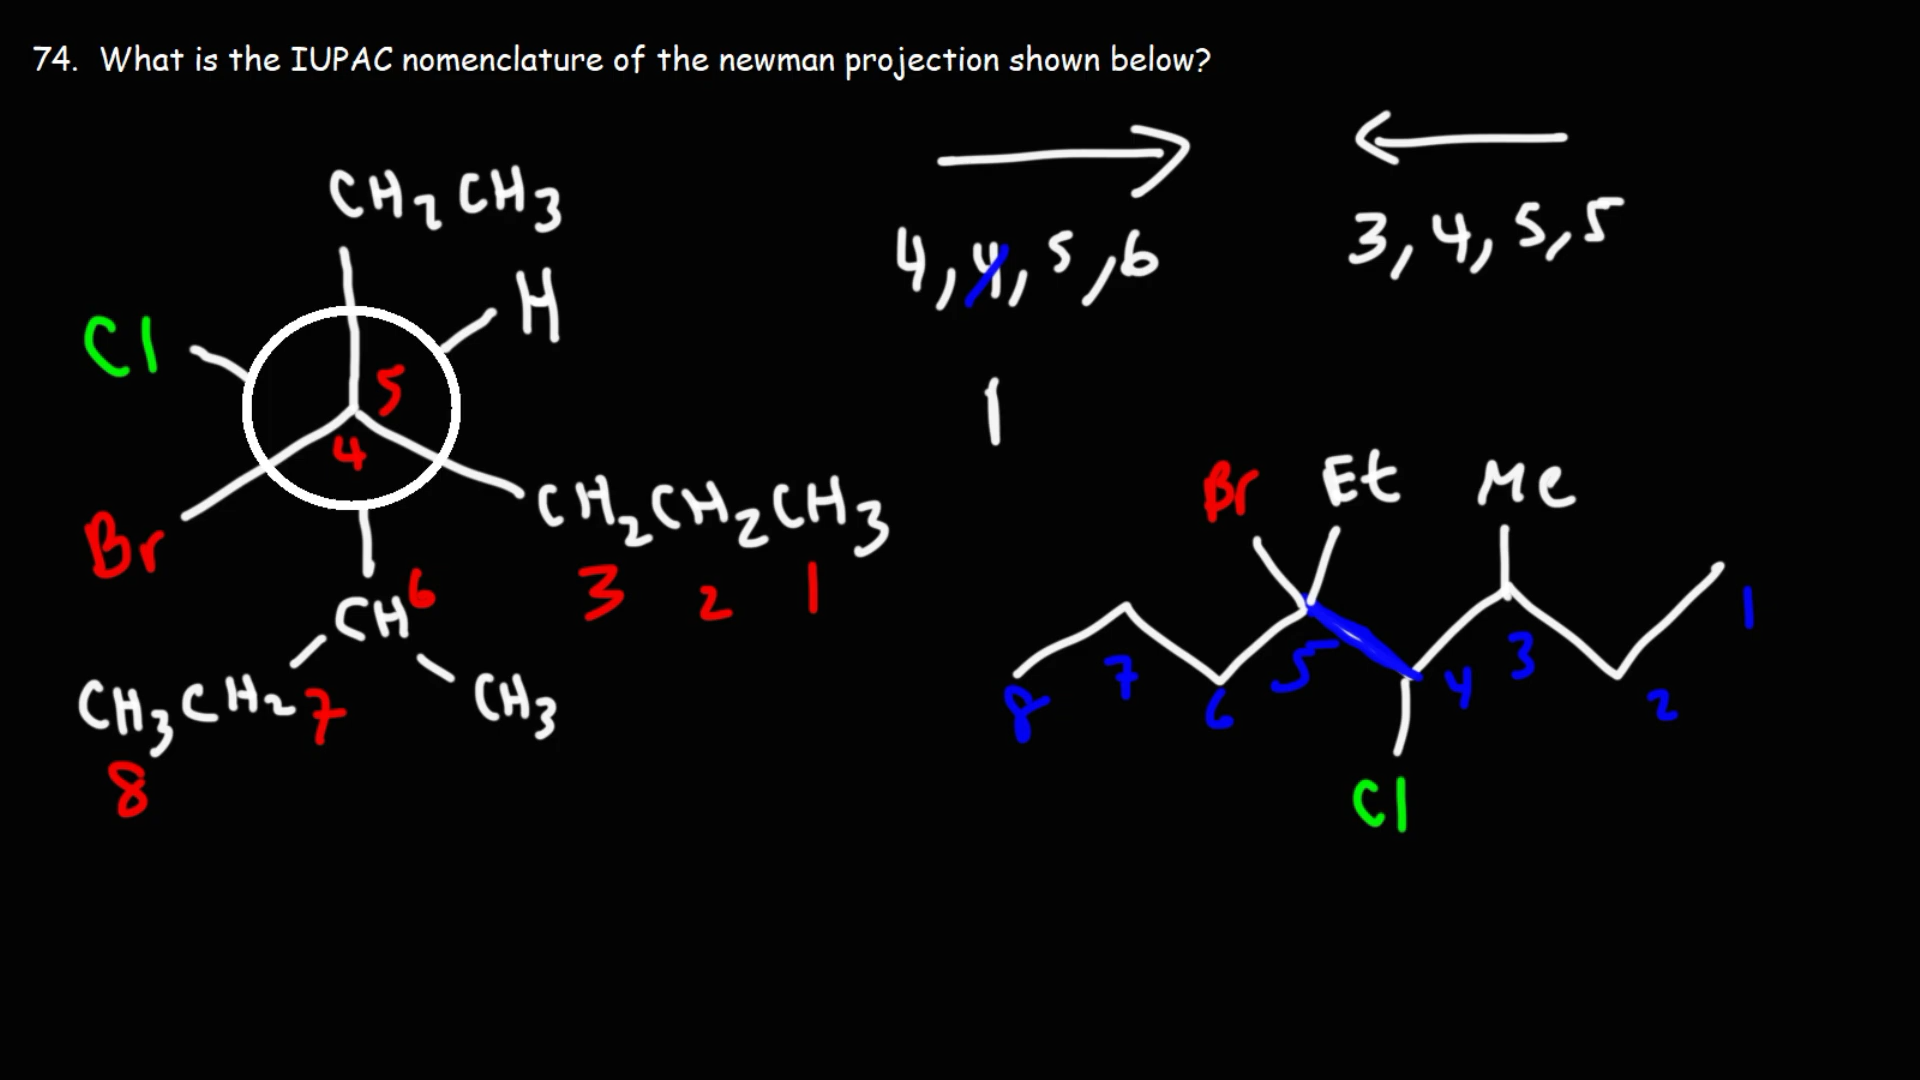 74. What is the IUPAC nomenclature of the newman projection shown below?
CH2CH3
H
Cl
5
4
Br
CH2CH2CH3
3 2 1
CH 6
CH3CH2 7
CH3
8
4, 4, 5, 6
3, 4, 5, 5
Br Et Me
8 7 6 5 4 3 2 1
Cl